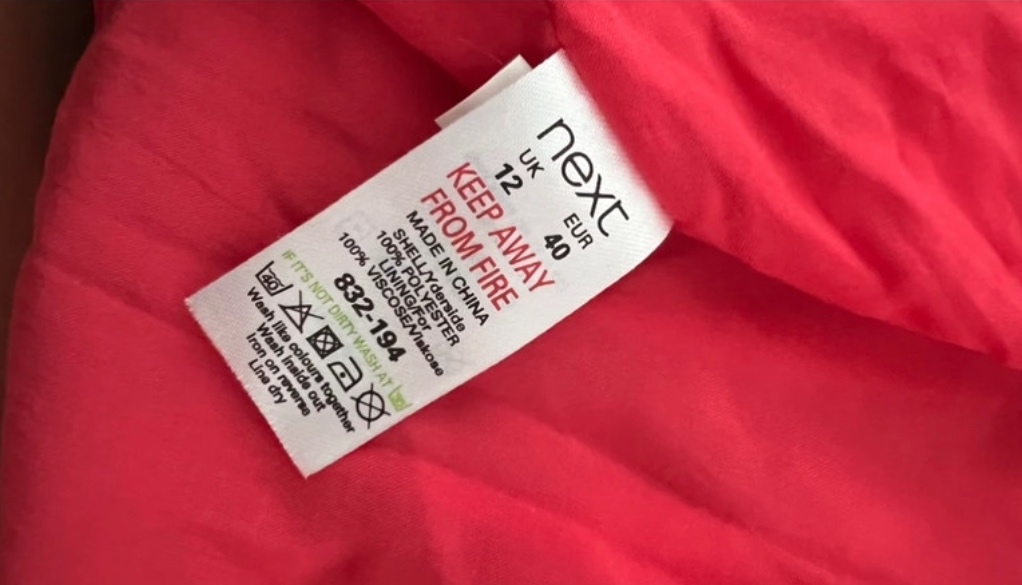 next
UK EUR
12 40
KEEP AWAY
FROM FIRE
MADE IN CHINA
SHELL/Yderside
100% POLYESTER
LINING/For
100% VISCOSE/Viskose
832-194
IF IT'S NOT DIRTY WASH AT
40
Wash like colours together
Wash inside out
Iron on reverse
Line dry